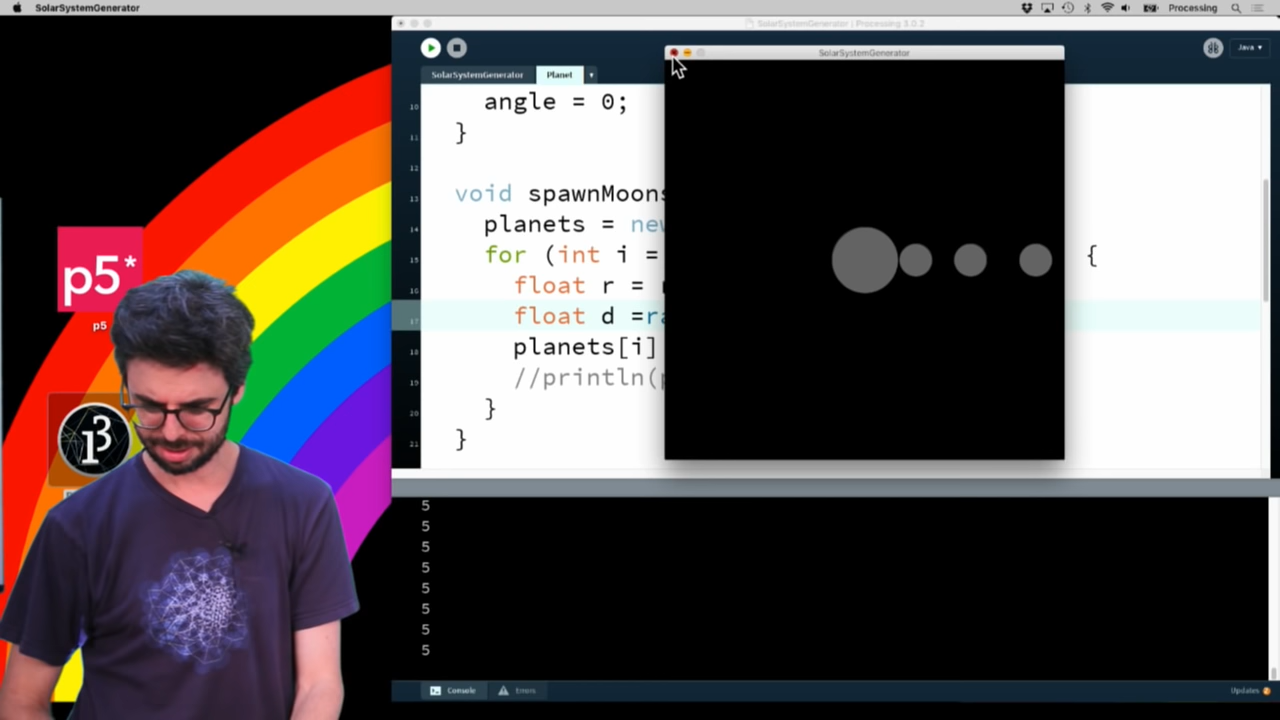 SolarSystemGenerator
Processing
SolarSystemGenerator | Processing 3.0.2
Java
SolarSystemGenerator
Planet
SolarSystemGenerator
10 angle = 0;
11 }
12
13 void spawnMoons
14 planets = new
15 for (int i = {
16 float r = r
17 float d =ra
18 planets[i]
19 //println(p
20 }
21 }
p5*
p5
5
5
5
5
5
5
5
5
Console
Errors
Updates 2